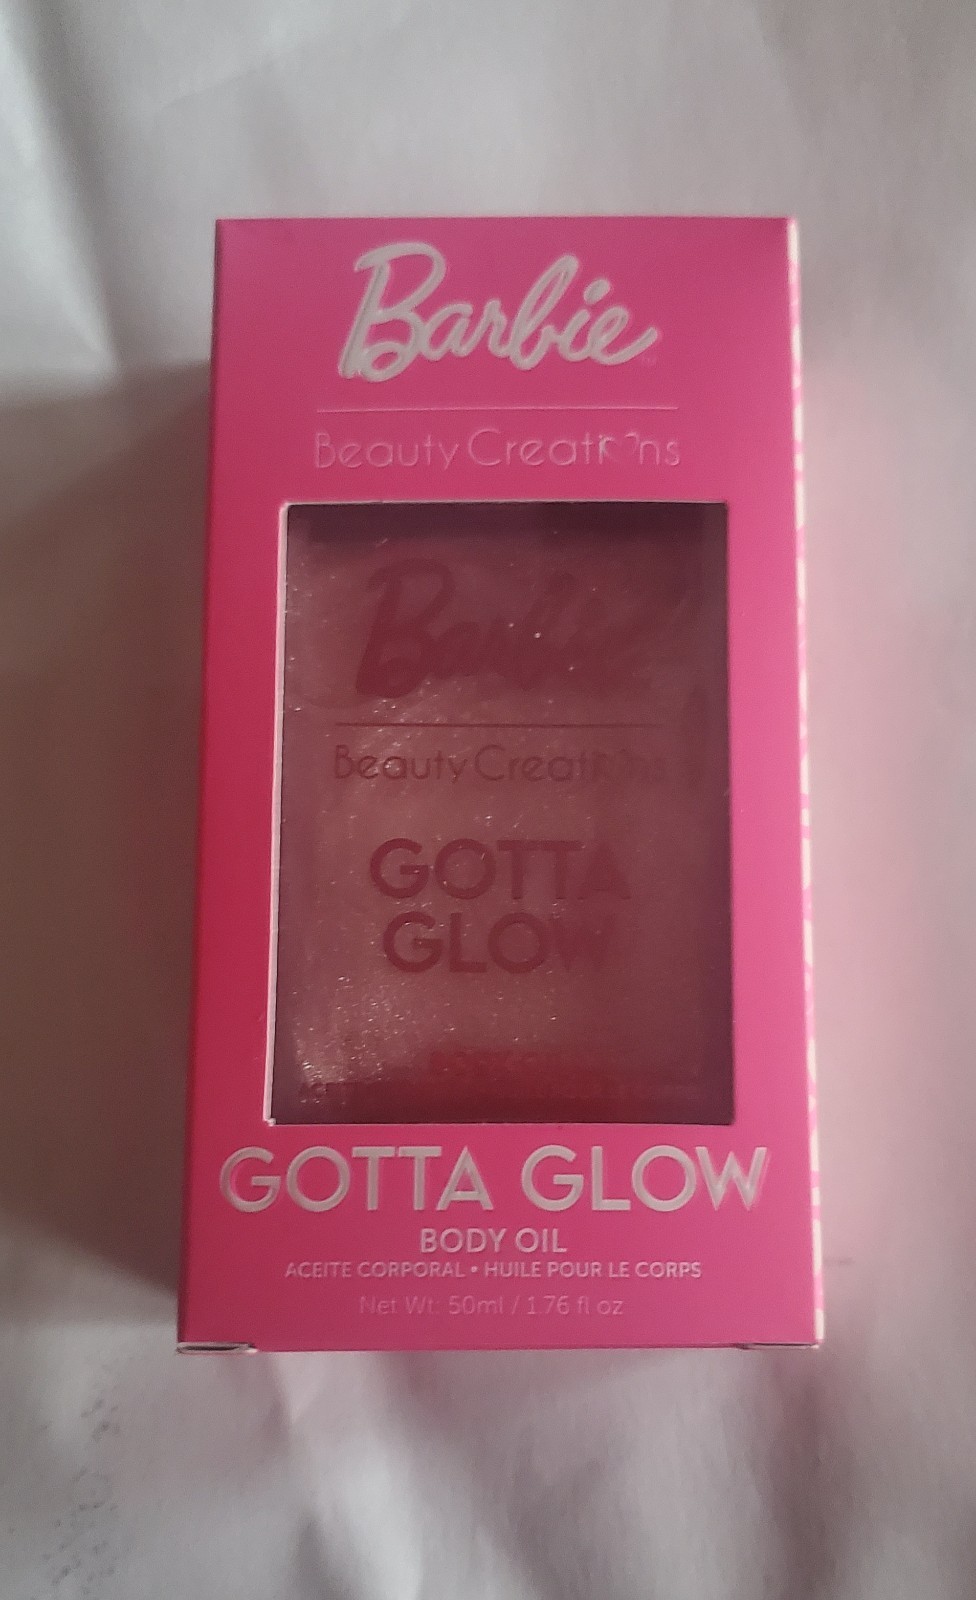 Barbie™
Beauty Creations
Barbie
Beauty Creations
GOTTA
GLOW
GOTTA GLOW
BODY OIL
ACEITE CORPORAL • HUILE POUR LE CORPS
Net Wt: 50ml / 1.76 fl oz